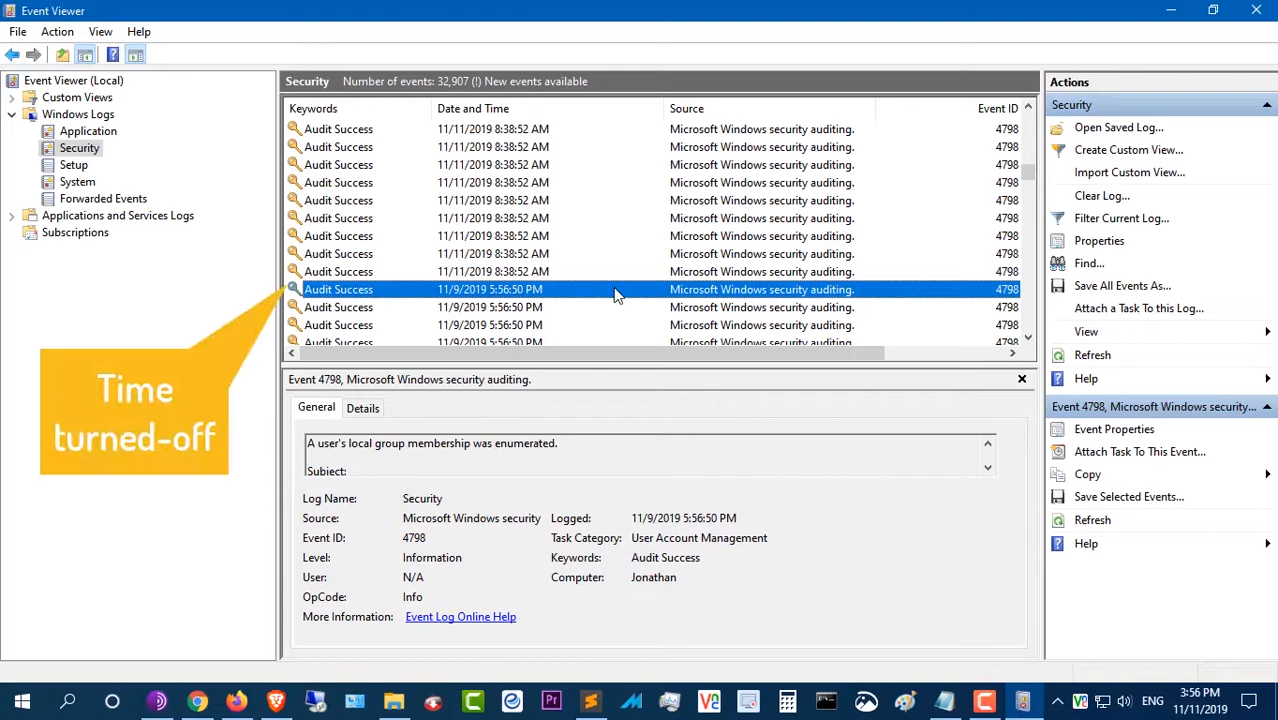 Event Viewer
File Action View Help
Event Viewer (Local)
Custom Views
Windows Logs
Application
Security
Setup
System
Forwarded Events
Applications and Services Logs
Subscriptions
Time
turned-off
Security Number of events: 32,907 (!) New events available
Keywords Date and Time Source Event ID
Audit Success 11/11/2019 8:38:52 AM Microsoft Windows security auditing. 4798
Audit Success 11/11/2019 8:38:52 AM Microsoft Windows security auditing. 4798
Audit Success 11/11/2019 8:38:52 AM Microsoft Windows security auditing. 4798
Audit Success 11/11/2019 8:38:52 AM Microsoft Windows security auditing. 4798
Audit Success 11/11/2019 8:38:52 AM Microsoft Windows security auditing. 4798
Audit Success 11/11/2019 8:38:52 AM Microsoft Windows security auditing. 4798
Audit Success 11/11/2019 8:38:52 AM Microsoft Windows security auditing. 4798
Audit Success 11/11/2019 8:38:52 AM Microsoft Windows security auditing. 4798
Audit Success 11/11/2019 8:38:52 AM Microsoft Windows security auditing. 4798
Audit Success 11/9/2019 5:56:50 PM Microsoft Windows security auditing. 4798
Audit Success 11/9/2019 5:56:50 PM Microsoft Windows security auditing. 4798
Audit Success 11/9/2019 5:56:50 PM Microsoft Windows security auditing. 4798
Audit Success 11/9/2019 5:56:50 PM Microsoft Windows security auditing. 4798
Event 4798, Microsoft Windows security auditing.
General Details
A user's local group membership was enumerated.
Subject:
Log Name: Security
Source: Microsoft Windows security Logged: 11/9/2019 5:56:50 PM
Event ID: 4798 Task Category: User Account Management
Level: Information Keywords: Audit Success
User: N/A Computer: Jonathan
OpCode: Info
More Information: Event Log Online Help
Actions
Security
Open Saved Log...
Create Custom View...
Import Custom View...
Clear Log...
Filter Current Log...
Properties
Find...
Save All Events As...
Attach a Task To this Log...
View
Refresh
Help
Event 4798, Microsoft Windows security...
Event Properties
Attach Task To This Event...
Copy
Save Selected Events...
Refresh
Help
Pr
ENG
3:56 PM
11/11/2019